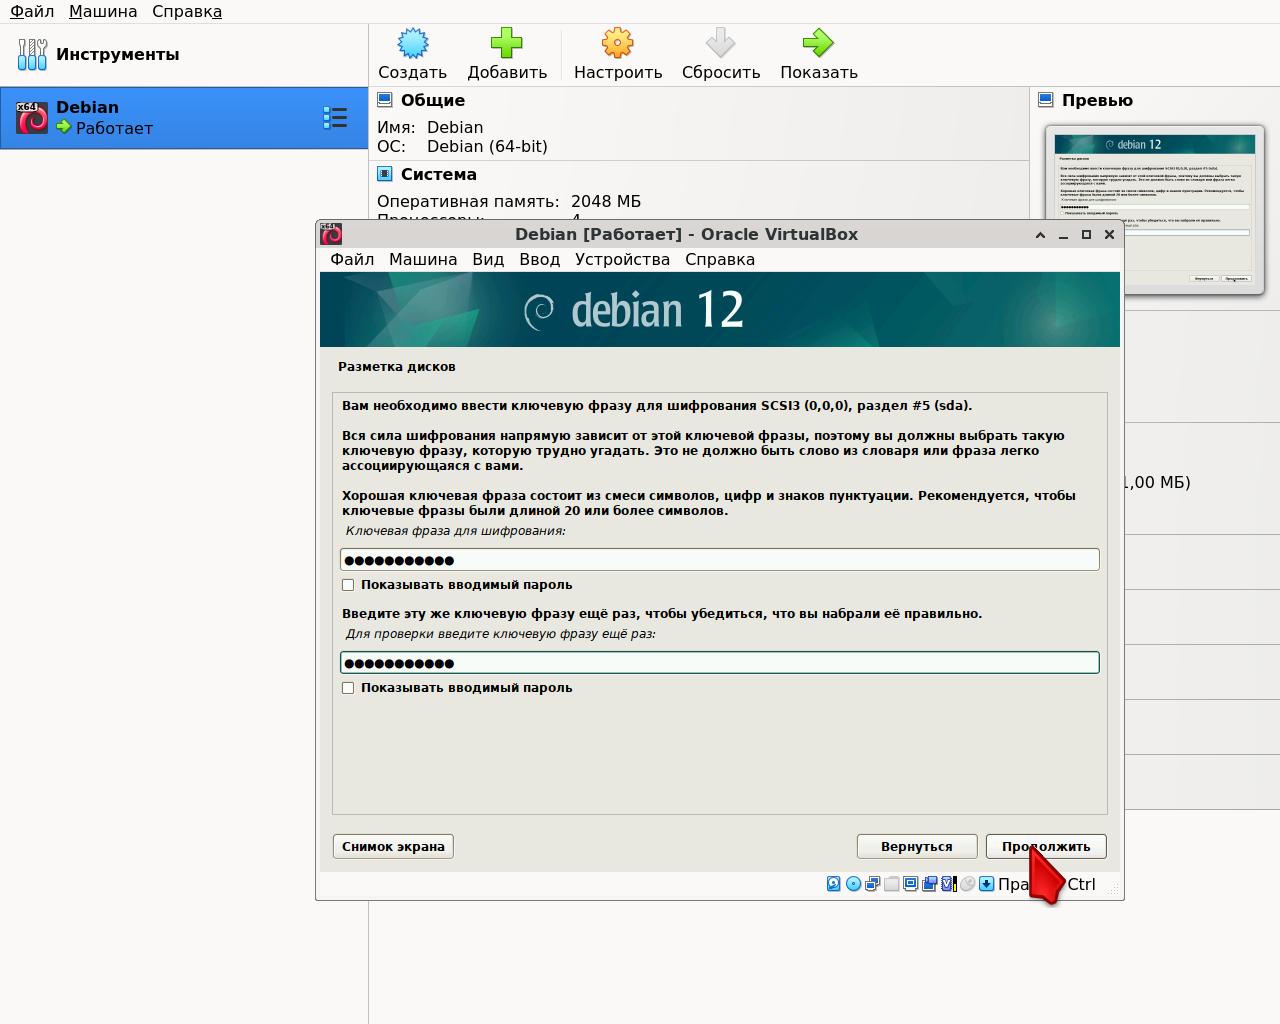 Файл Машина Справка
Инструменты
Создать Добавить Настроить Сбросить Показать
x64
Debian
Работает
Общие
Имя: Debian
ОС: Debian (64-bit)
Система
Оперативная память: 2048 МБ
Процессоры: 4
Превью
debian 12
Разметка дисков
x64
Debian [Работает] - Oracle VirtualBox
Файл Машина Вид Ввод Устройства Справка
debian 12
Разметка дисков
Вам необходимо ввести ключевую фразу для шифрования SCSI3 (0,0,0), раздел #5 (sda).
Вся сила шифрования напрямую зависит от этой ключевой фразы, поэтому вы должны выбрать такую
ключевую фразу, которую трудно угадать. Это не должно быть слово из словаря или фраза легко
ассоциирующаяся с вами.
Хорошая ключевая фраза состоит из смеси символов, цифр и знаков пунктуации. Рекомендуется, чтобы
ключевые фразы были длиной 20 или более символов.
Ключевая фраза для шифрования:
●●●●●●●●●●●
Показывать вводимый пароль
Введите эту же ключевую фразу ещё раз, чтобы убедиться, что вы набрали её правильно.
Для проверки введите ключевую фразу ещё раз:
●●●●●●●●●●●
Показывать вводимый пароль
Снимок экрана Вернуться Продолжить
Ctrl
1,00 МБ)